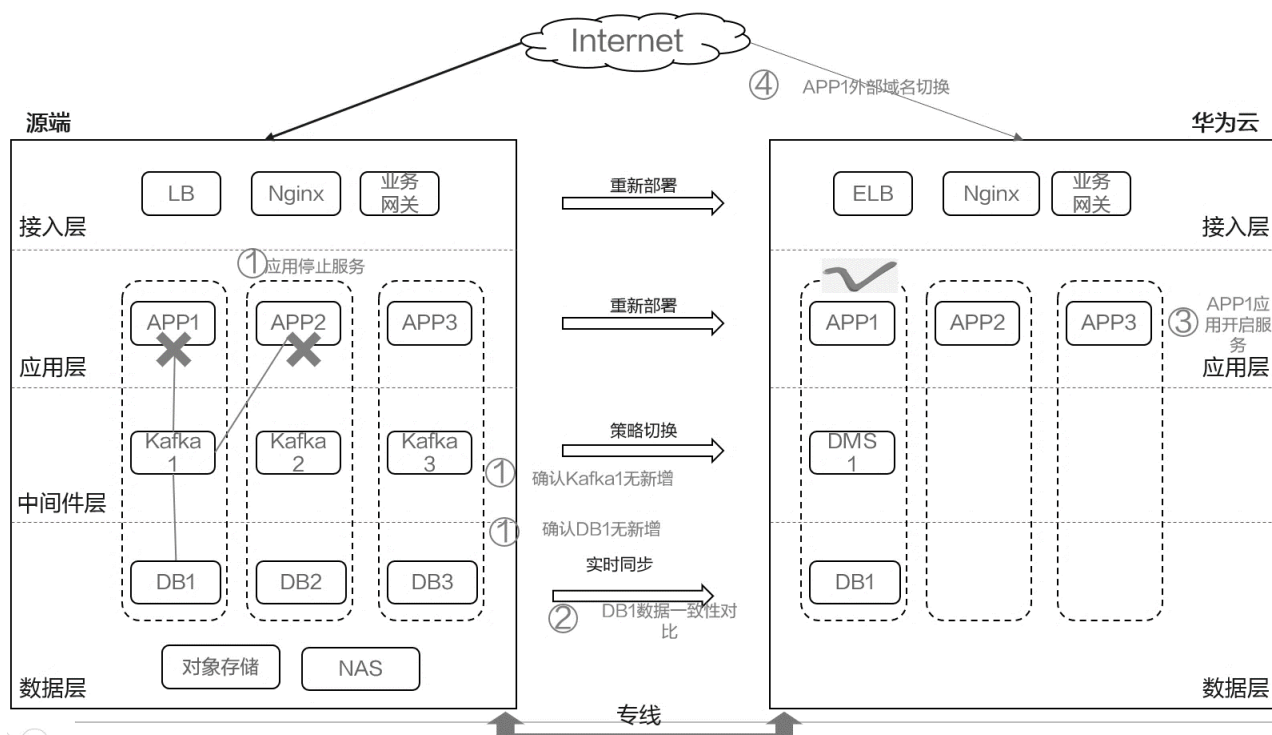 Internet
④ APP1外部域名切换
源端
华为云
LB
Nginx
业务
网关
重新部署
ELB
Nginx
业务
网关
接入层
接入层
①应用停止服务
APP1
APP2
APP3
重新部署
APP1
APP2
APP3
③
APP1应
用开启服
务
应用层
应用层
Kafka
1
Kafka
2
Kafka
3
策略切换
DMS
1
① 确认Kafka1无新增
中间件层
① 确认DB1无新增
实时同步
DB1
DB2
DB3
DB1
② DB1数据一致性对
比
对象存储
NAS
数据层
数据层
专线